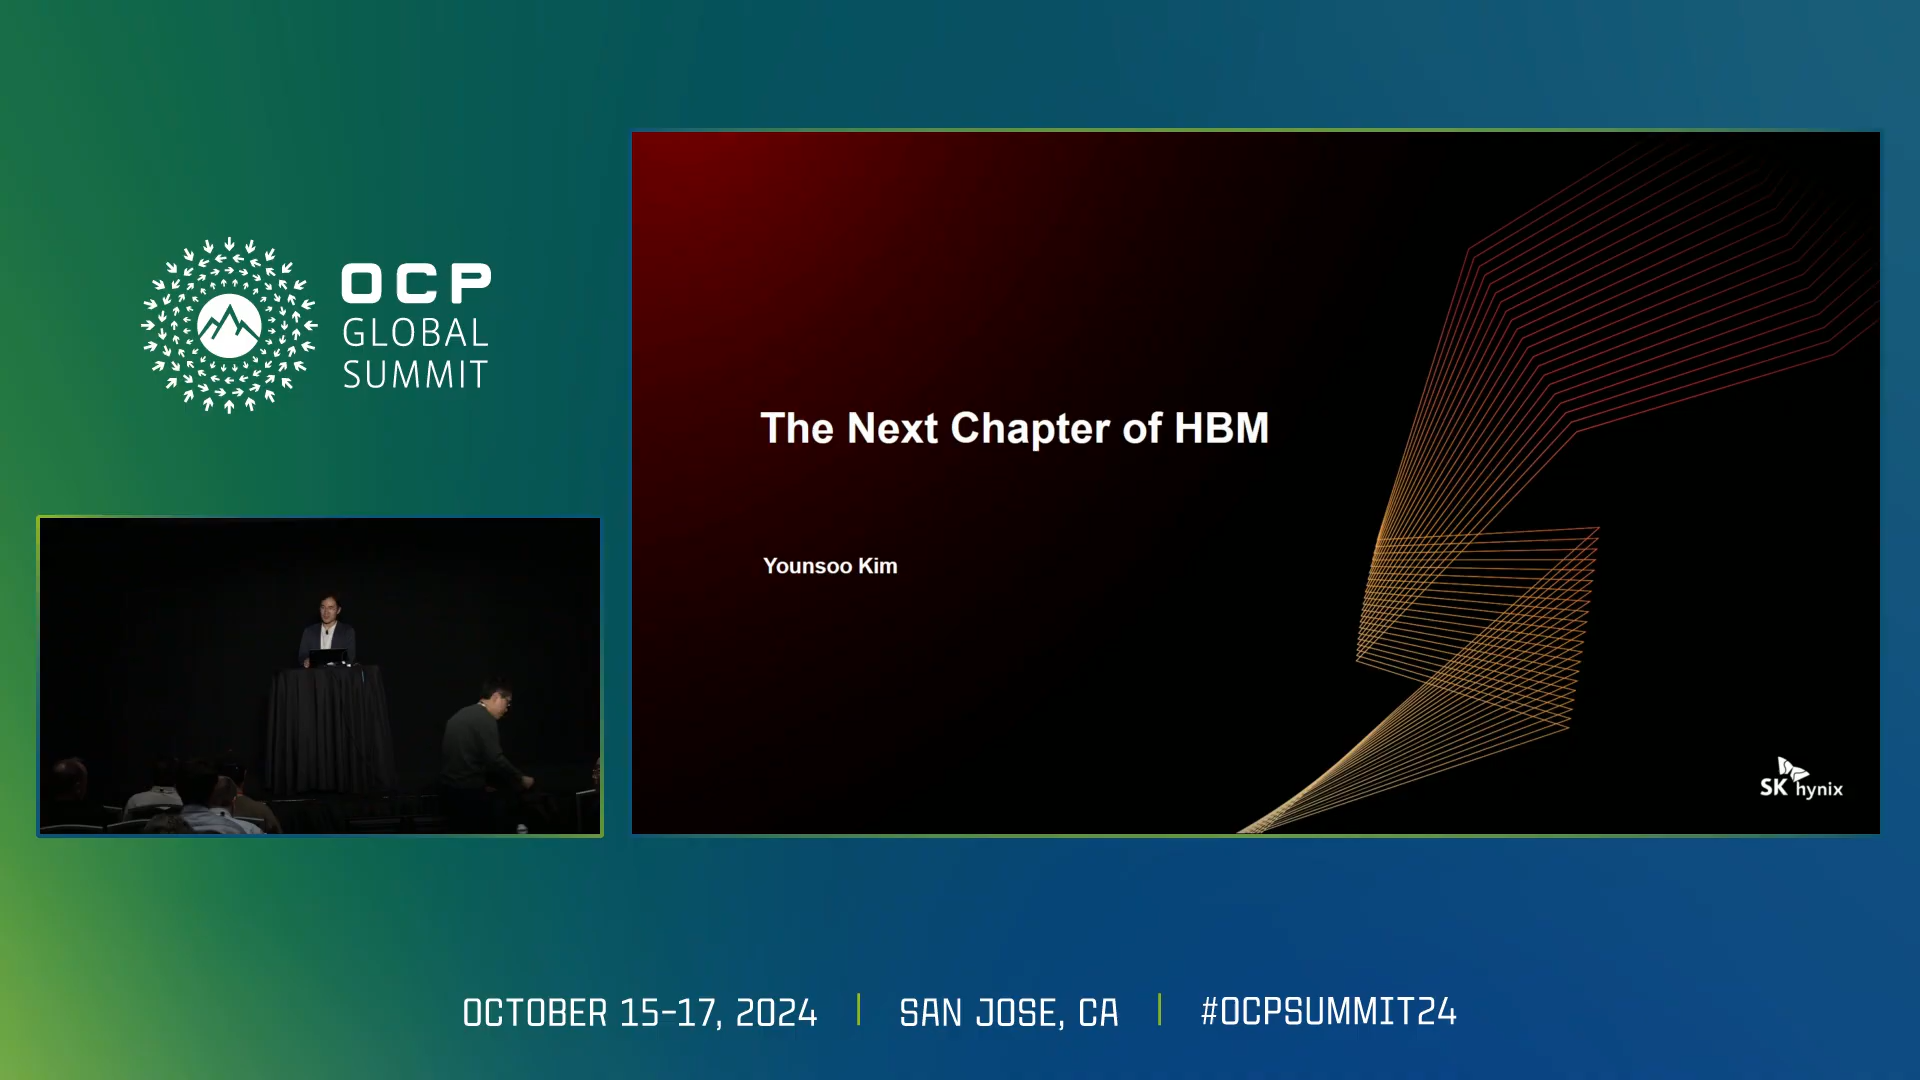 OCP
GLOBAL
SUMMIT
The Next Chapter of HBM
Younsoo Kim
SK hynix
OCTOBER 15-17, 2024 | SAN JOSE, CA | #OCPSUMMIT24